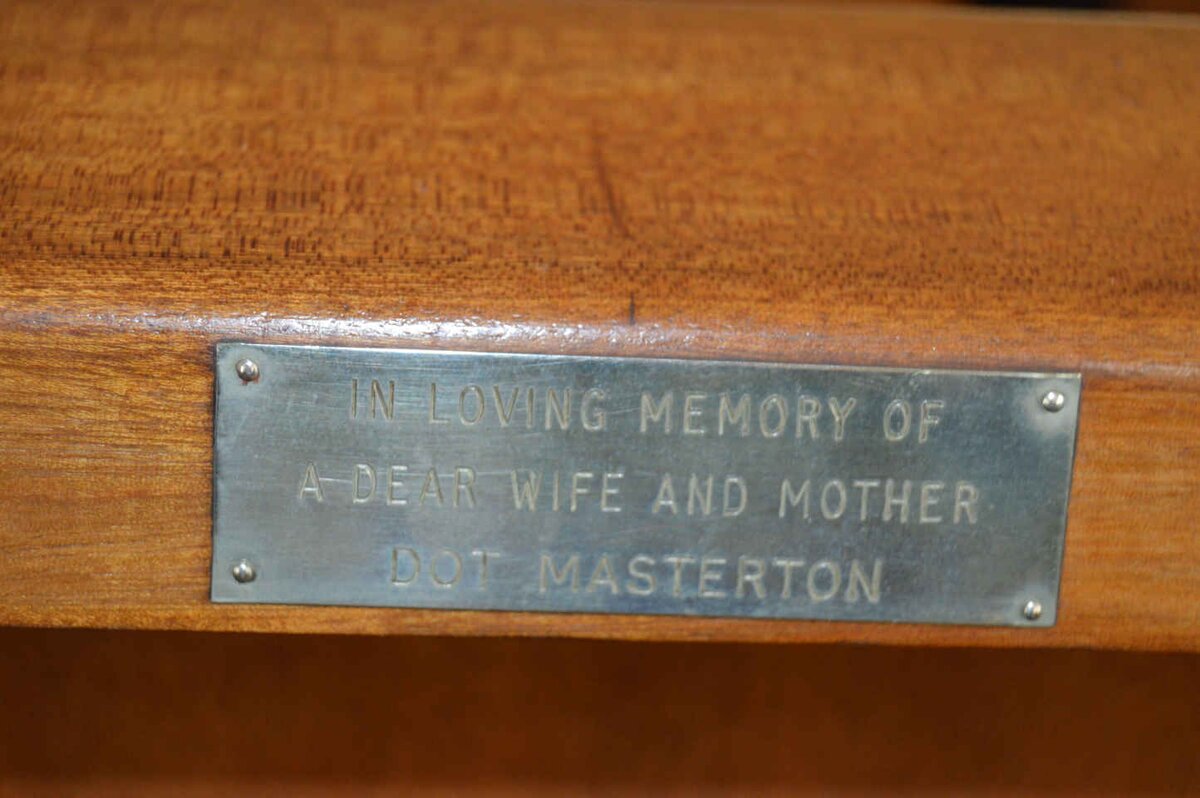 IN LOVING MEMORY OF
A DEAR WIFE AND MOTHER
DOT MASTERTON